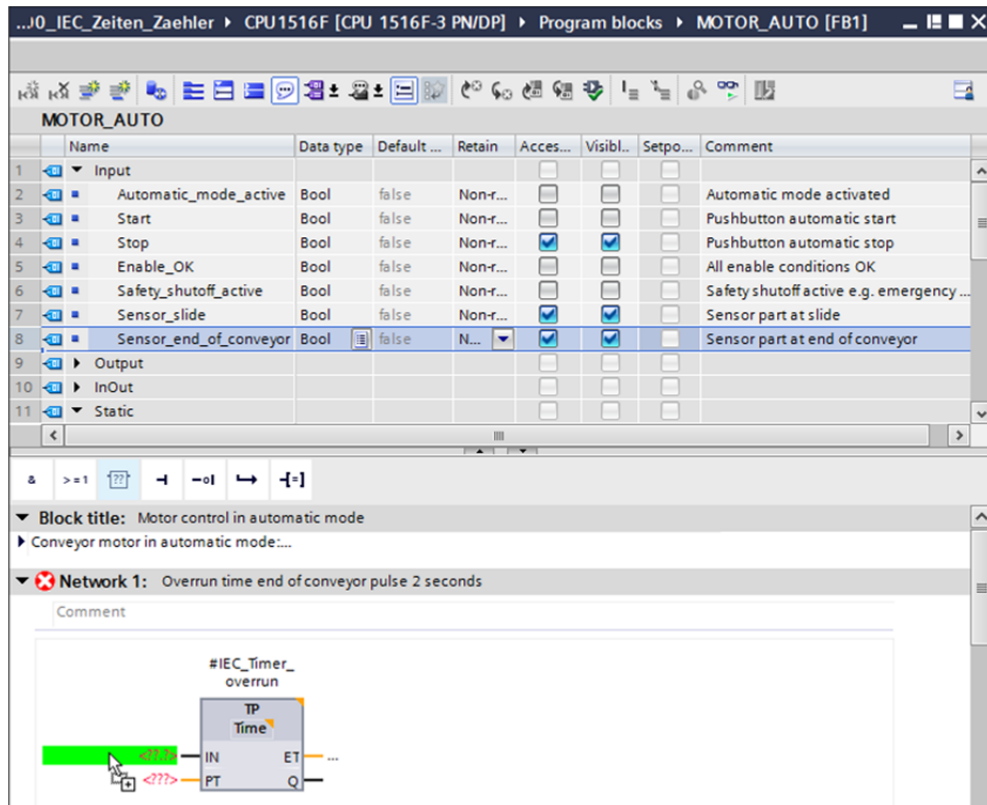 ...J0_IEC_Zeiten_Zaehler ▸ CPU1516F [CPU 1516F-3 PN/DP] ▸ Program blocks ▸ MOTOR_AUTO [FB1]
MOTOR_AUTO
Name Data type Default ... Retain Acces... Visibl.. Setpo... Comment
1 Input
2 Automatic_mode_active Bool false Non-r... Automatic mode activated
3 Start Bool false Non-r... Pushbutton automatic start
4 Stop Bool false Non-r... Pushbutton automatic stop
5 Enable_OK Bool false Non-r... All enable conditions OK
6 Safety_shutoff_active Bool false Non-r... Safety shutoff active e.g. emergency ...
7 Sensor_slide Bool false Non-r... Sensor part at slide
8 Sensor_end_of_conveyor Bool false N... Sensor part at end of conveyor
9 Output
10 InOut
11 Static
& >=1 ?? -o| -[=]
Block title: Motor control in automatic mode
Conveyor motor in automatic mode:...
Network 1: Overrun time end of conveyor pulse 2 seconds
Comment
#IEC_Timer_
overrun
TP
Time
<??.?> IN ET ...
<???> PT Q